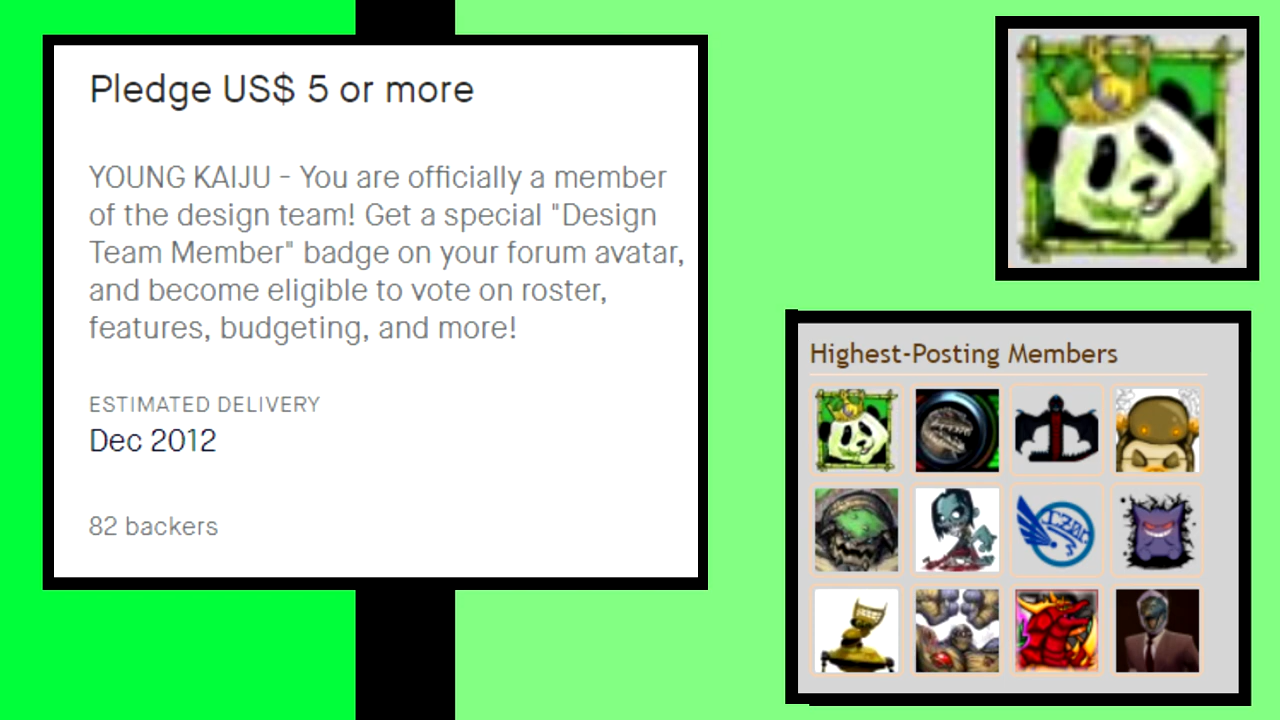 Pledge US$ 5 or more
YOUNG KAIJU - You are officially a member
of the design team! Get a special "Design
Team Member" badge on your forum avatar,
and become eligible to vote on roster,
features, budgeting, and more!
ESTIMATED DELIVERY
Dec 2012
82 backers
Highest-Posting Members